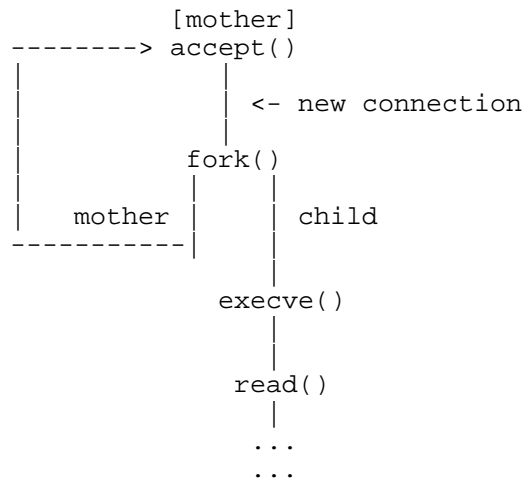 [mother]
--------> accept()
<- new connection
fork()
mother child
execve()
read()
...
...